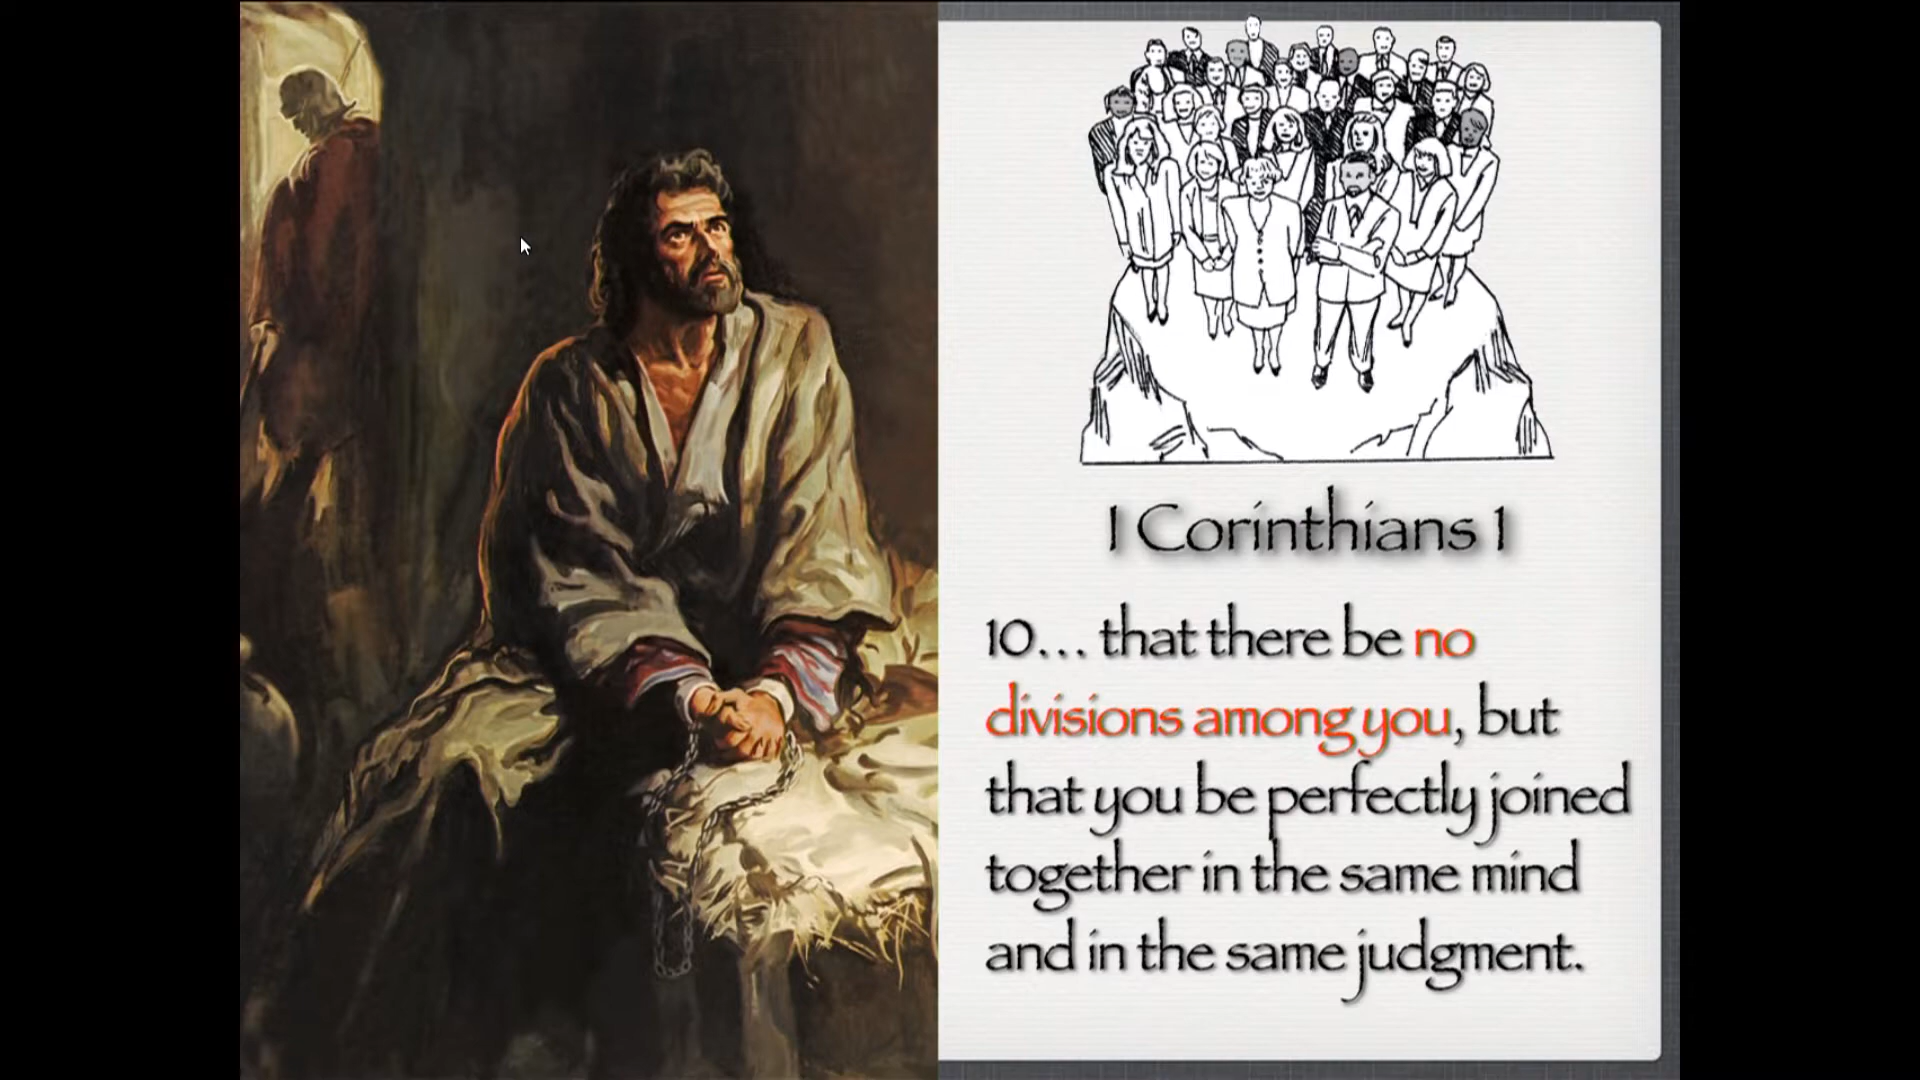 1 Corinthians 1
10... that there be no
divisions among you, but
that you be perfectly joined
together in the same mind
and in the same judgment.